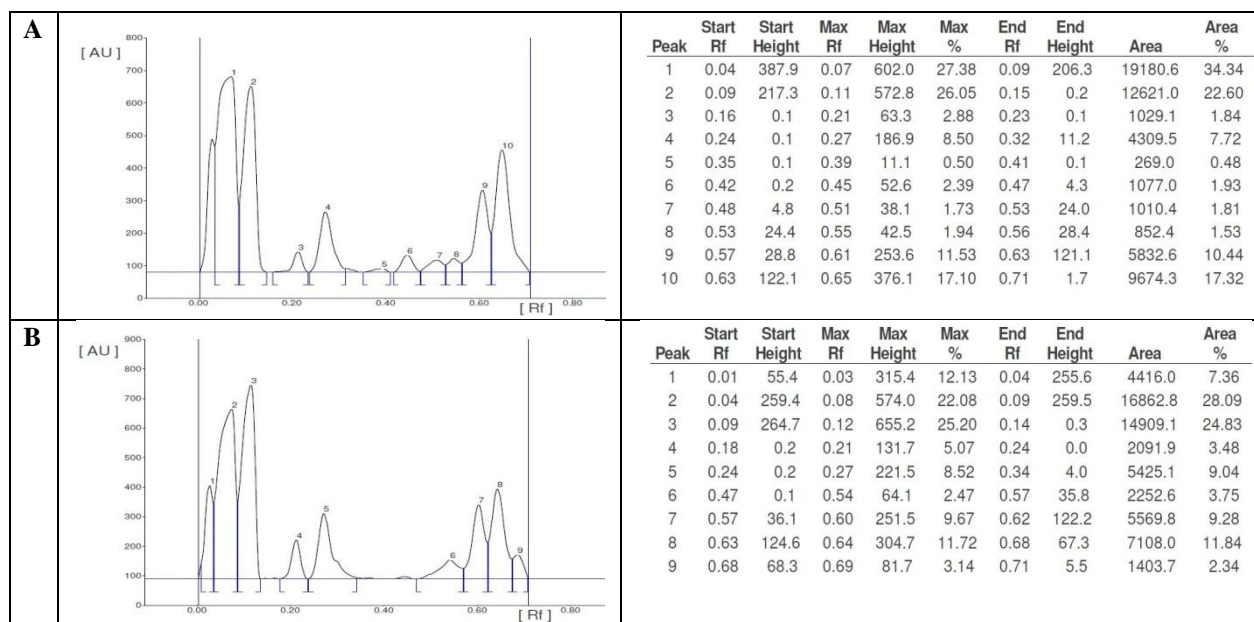 A
[ AU ]
800
700
600
500
400
300
200
100
0
1
2
3
4
5
6
7
8
9
10
0.00
0.20
0.40
0.60
0.80
[ Rf ]
Peak Start Rf Start Height Max Rf Max Height Max % End Rf End Height Area Area %
1 0.04 387.9 0.07 602.0 27.38 0.09 206.3 19180.6 34.34
2 0.09 217.3 0.11 572.8 26.05 0.15 0.2 12621.0 22.60
3 0.16 0.1 0.21 63.3 2.88 0.23 0.1 1029.1 1.84
4 0.24 0.1 0.27 186.9 8.50 0.32 11.2 4309.5 7.72
5 0.35 0.1 0.39 11.1 0.50 0.41 0.1 269.0 0.48
6 0.42 0.2 0.45 52.6 2.39 0.47 4.3 1077.0 1.93
7 0.48 4.8 0.51 38.1 1.73 0.53 24.0 1010.4 1.81
8 0.53 24.4 0.55 42.5 1.94 0.56 28.4 852.4 1.53
9 0.57 28.8 0.61 253.6 11.53 0.63 121.1 5832.6 10.44
10 0.63 122.1 0.65 376.1 17.10 0.71 1.7 9674.3 17.32
B
[ AU ]
900
800
700
600
500
400
300
200
100
0
1
2
3
4
5
6
7
8
9
0.00
0.20
0.40
0.60
0.80
[ Rf ]
Peak Start Rf Start Height Max Rf Max Height Max % End Rf End Height Area Area %
1 0.01 55.4 0.03 315.4 12.13 0.04 255.6 4416.0 7.36
2 0.04 259.4 0.08 574.0 22.08 0.09 259.5 16862.8 28.09
3 0.09 264.7 0.12 655.2 25.20 0.14 0.3 14909.1 24.83
4 0.18 0.2 0.21 131.7 5.07 0.24 0.0 2091.9 3.48
5 0.24 0.2 0.27 221.5 8.52 0.34 4.0 5425.1 9.04
6 0.47 0.1 0.54 64.1 2.47 0.57 35.8 2252.6 3.75
7 0.57 36.1 0.60 251.5 9.67 0.62 122.2 5569.8 9.28
8 0.63 124.6 0.64 304.7 11.72 0.68 67.3 7108.0 11.84
9 0.68 68.3 0.69 81.7 3.14 0.71 5.5 1403.7 2.34